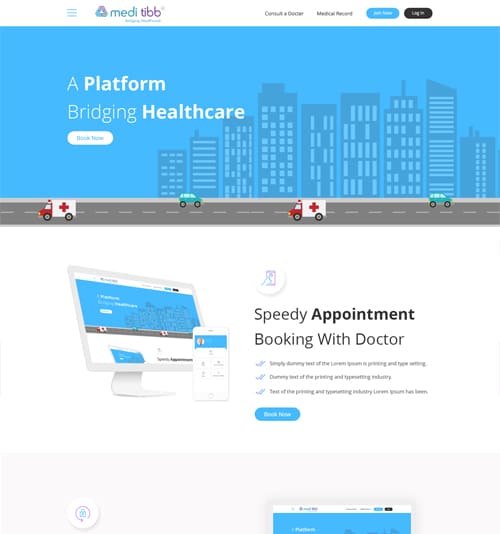 medi tibb
Bridging Healthcare
Consult a Docter
Medical Record
Join Now
Log In
A Platform
Bridging Healthcare
Book Now
A Platform
Bridging Healthcare
Speedy Appointment
Speedy Appointment
Booking With Doctor
Simply dummy text of the Lorem Ipsum is printing and type setting.
Dummy text of the printing and typesetting industry.
Text of the printing and typesetting industry Lorem Ipsum has been.
Book Now
A Platform